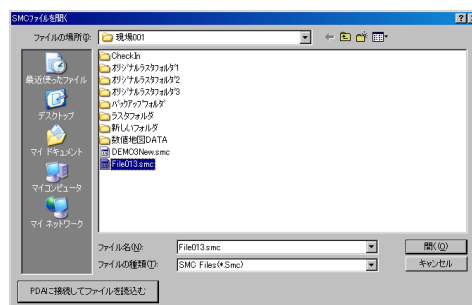 SMCファイルを開く
ファイルの場所(I): 現場001
最近使ったファイル
デスクトップ
マイ ドキュメント
マイコンピュータ
マイ ネットワーク
CheckIn
オリジナルラスタフォルダ1
オリジナルラスタフォルダ2
オリジナルラスタフォルダ3
バックアップフォルダ
ラスタフォルダ
新しいフォルダ
数値地図DATA
DEMO3New.smc
File013.smc
ファイル名(N): File013.smc 開く(O)
ファイルの種類(T): SMC Files(*.Smc) キャンセル
PDAに接続してファイルを読込む